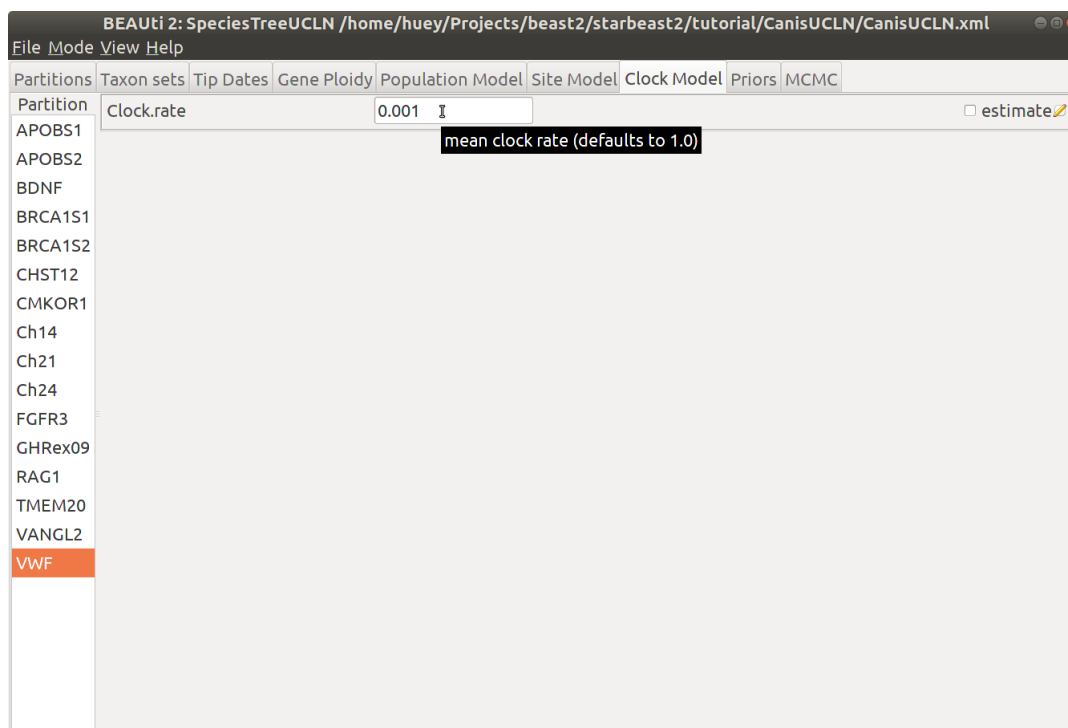 BEAUti 2: SpeciesTreeUCLN /home/huey/Projects/beast2/starbeast2/tutorial/CanisUCLN/CanisUCLN.xml
File Mode View Help
Partitions Taxon sets Tip Dates Gene Ploidy Population Model Site Model Clock Model Priors MCMC
Partition
Clock.rate 0.001 estimate
mean clock rate (defaults to 1.0)
APOBS1
APOBS2
BDNF
BRCA1S1
BRCA1S2
CHST12
CMKOR1
Ch14
Ch21
Ch24
FGFR3
GHRex09
RAG1
TMEM20
VANGL2
VWF